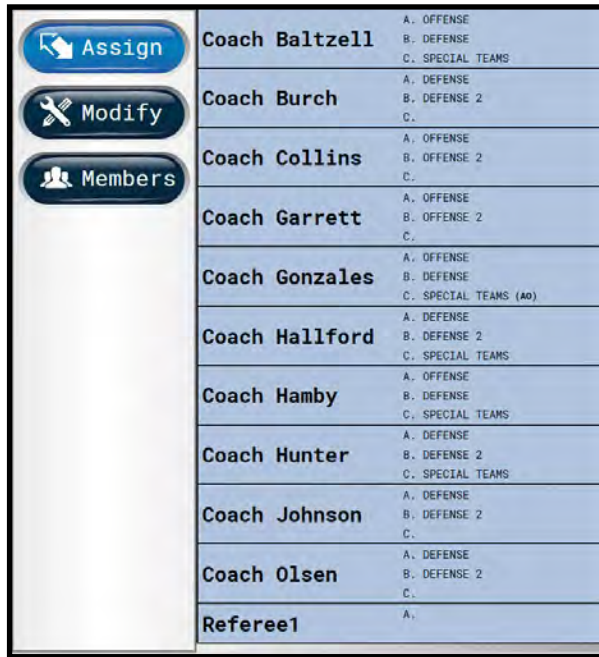 Assign
Modify
Members
Coach Baltzell
A. OFFENSE
B. DEFENSE
C. SPECIAL TEAMS
Coach Burch
A. DEFENSE
B. DEFENSE 2
C.
Coach Collins
A. OFFENSE
B. OFFENSE 2
C.
Coach Garrett
A. OFFENSE
B. OFFENSE 2
C.
Coach Gonzales
A. OFFENSE
B. DEFENSE
C. SPECIAL TEAMS (AO)
Coach Hallford
A. DEFENSE
B. DEFENSE 2
C. SPECIAL TEAMS
Coach Hamby
A. OFFENSE
B. DEFENSE
C. SPECIAL TEAMS
Coach Hunter
A. DEFENSE
B. DEFENSE 2
C. SPECIAL TEAMS
Coach Johnson
A. DEFENSE
B. DEFENSE 2
C.
Coach Olsen
A. DEFENSE
B. DEFENSE 2
C.
Referee1
A.